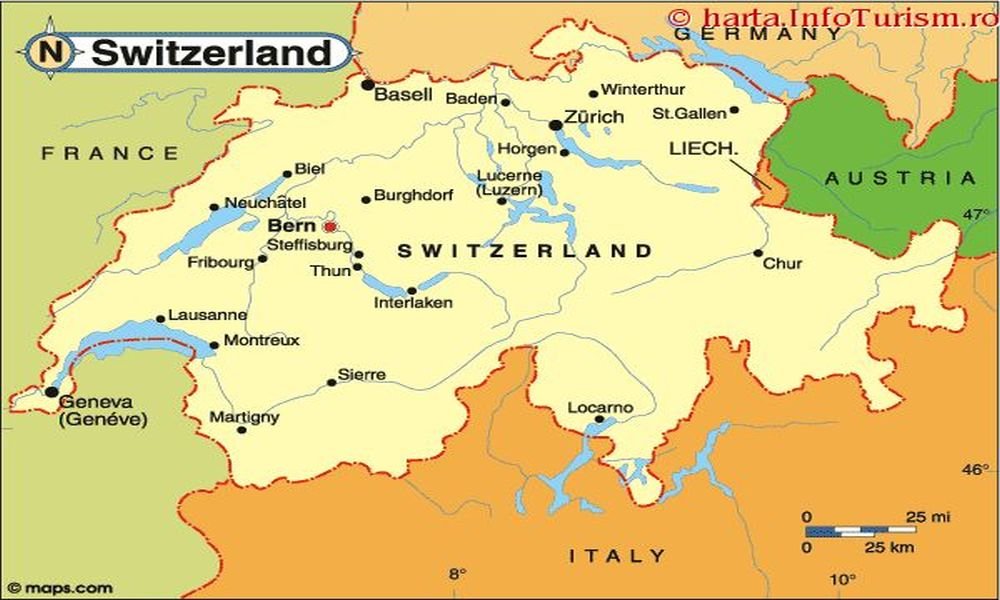 © harta.InfoTurism.ro
N Switzerland
GERMANY
Basell
Baden
Winterthur
Zürich
St.Gallen
FRANCE
Horgen
LIECH.
Biel
Lucerne
(Luzern)
AUSTRIA
Neuchâtel
Burghdorf
47°
Bern
Steffisburg
SWITZERLAND
Fribourg
Thun
Chur
Interlaken
Lausanne
Montreux
Sierre
Geneva
(Genéve)
Martigny
Locarno
46°
0 25 mi
0 25 km
ITALY
8°
10°
© maps.com